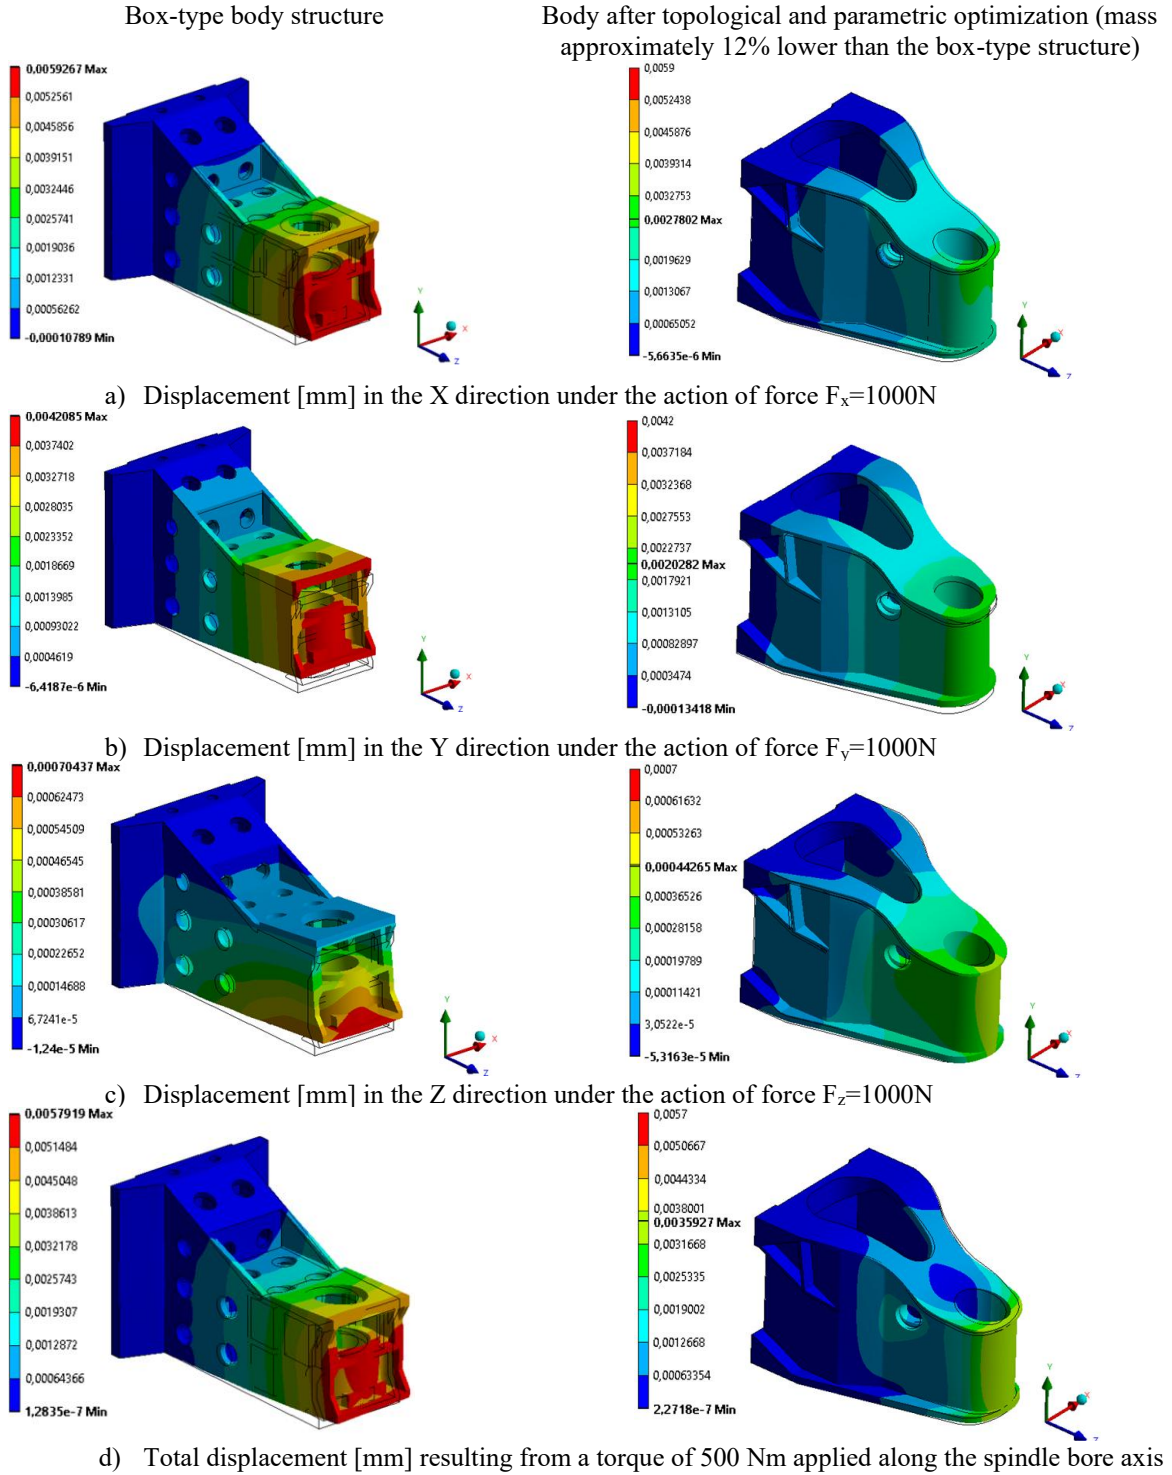 Box-type body structure
Body after topological and parametric optimization (mass
approximately 12% lower than the box-type structure)
0,0059267 Max
0,0052561
0,0045856
0,0039151
0,0032446
0,0025741
0,0019036
0,0012331
0,00056262
-0,00010789 Min
Y
X
Z
0,0059
0,0052438
0,0045876
0,0039314
0,0032753
0,0027802 Max
0,0019629
0,0013067
0,00065052
-5,6635e-6 Min
Y
X
Z
a) Displacement [mm] in the X direction under the action of force Fx=1000N
0,0042085 Max
0,0037402
0,0032718
0,0028035
0,0023352
0,0018669
0,0013985
0,00093022
0,0004619
-6,4187e-6 Min
Y
X
Z
0,0042
0,0037184
0,0032368
0,0027553
0,0022737
0,0020282 Max
0,0017921
0,0013105
0,00082897
0,0003474
-0,00013418 Min
Y
X
Z
b) Displacement [mm] in the Y direction under the action of force Fy=1000N
0,00070437 Max
0,00062473
0,00054509
0,00046545
0,00038581
0,00030617
0,00022652
0,00014688
6,7241e-5
-1,24e-5 Min
Y
X
Z
0,0007
0,00061632
0,00053263
0,00044265 Max
0,00036526
0,00028158
0,00019789
0,00011421
3,0522e-5
-5,3163e-5 Min
Y
X
Z
c) Displacement [mm] in the Z direction under the action of force Fz=1000N
0,0057919 Max
0,0051484
0,0045048
0,0038613
0,0032178
0,0025743
0,0019307
0,0012872
0,00064366
1,2835e-7 Min
0,0057
0,0050667
0,0044334
0,0038001
0,0035927 Max
0,0031668
0,0025335
0,0019002
0,0012668
0,00063354
2,2718e-7 Min
Y
X
Z
d) Total displacement [mm] resulting from a torque of 500 Nm applied along the spindle bore axis